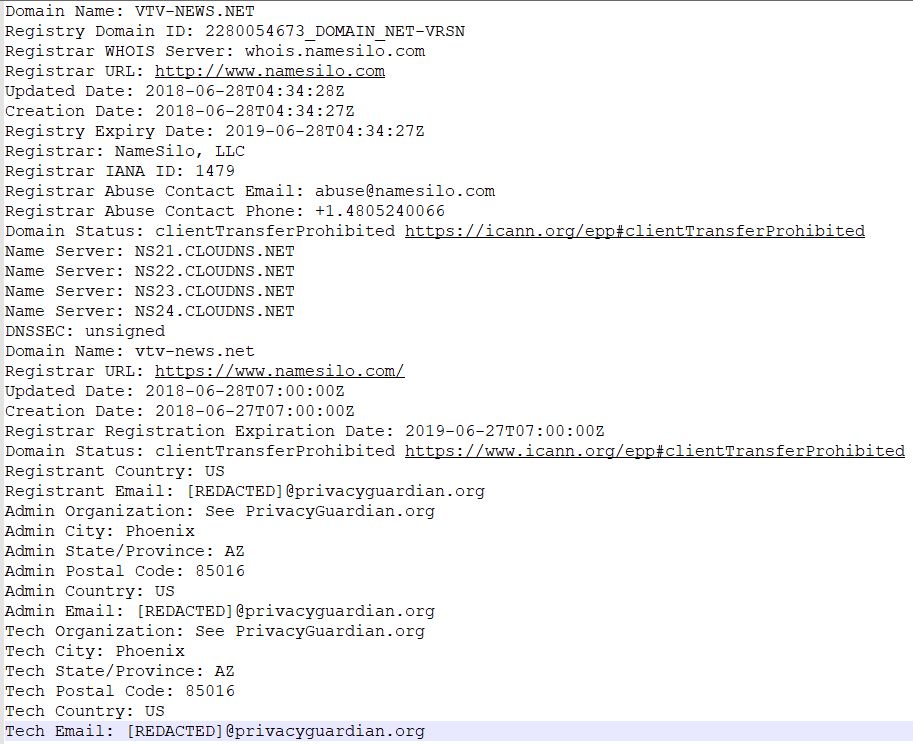 Domain Name: VTV-NEWS.NET
Registry Domain ID: 2280054673_DOMAIN_NET-VRSN
Registrar WHOIS Server: whois.namesilo.com
Registrar URL: http://www.namesilo.com
Updated Date: 2018-06-28T04:34:28Z
Creation Date: 2018-06-28T04:34:27Z
Registry Expiry Date: 2019-06-28T04:34:27Z
Registrar: NameSilo, LLC
Registrar IANA ID: 1479
Registrar Abuse Contact Email: abuse@namesilo.com
Registrar Abuse Contact Phone: +1.4805240066
Domain Status: clientTransferProhibited https://icann.org/epp#clientTransferProhibited
Name Server: NS21.CLOUDNS.NET
Name Server: NS22.CLOUDNS.NET
Name Server: NS23.CLOUDNS.NET
Name Server: NS24.CLOUDNS.NET
DNSSEC: unsigned
Domain Name: vtv-news.net
Registrar URL: https://www.namesilo.com/
Updated Date: 2018-06-28T07:00:00Z
Creation Date: 2018-06-27T07:00:00Z
Registrar Registration Expiration Date: 2019-06-27T07:00:00Z
Domain Status: clientTransferProhibited https://www.icann.org/epp#clientTransferProhibited
Registrant Country: US
Registrant Email: [REDACTED]@privacyguardian.org
Admin Organization: See PrivacyGuardian.org
Admin City: Phoenix
Admin State/Province: AZ
Admin Postal Code: 85016
Admin Country: US
Admin Email: [REDACTED]@privacyguardian.org
Tech Organization: See PrivacyGuardian.org
Tech City: Phoenix
Tech State/Province: AZ
Tech Postal Code: 85016
Tech Country: US
Tech Email: [REDACTED]@privacyguardian.org